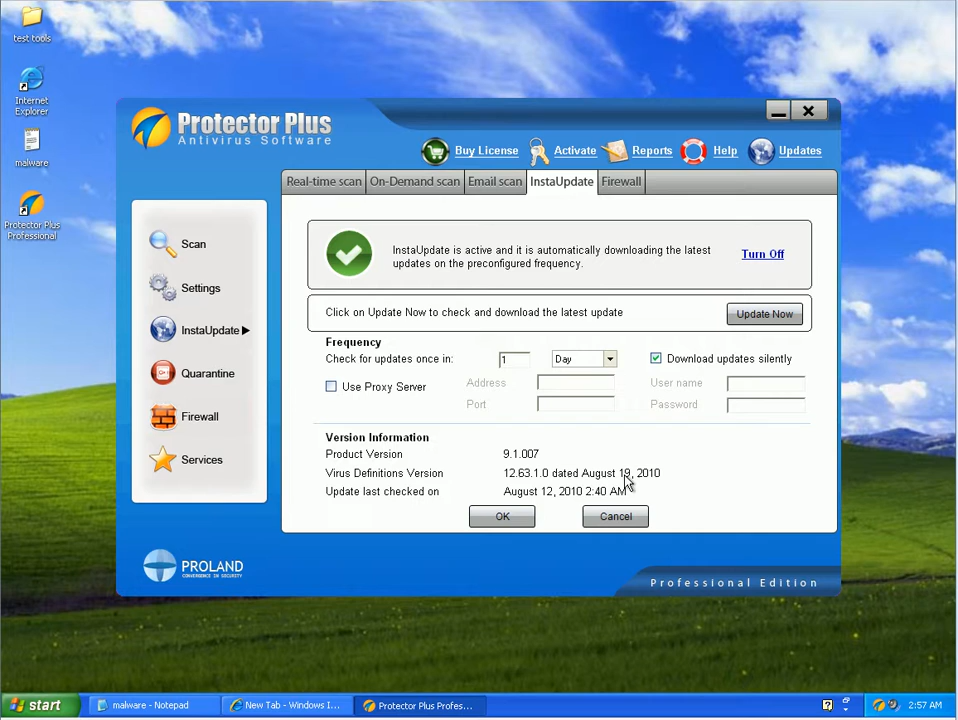 test tools
Internet
Explorer
malware
Protector Plus
Professional
Protector Plus
Antivirus Software
Buy License
Activate
Reports
Help
Updates
Real-time scan
On-Demand scan
Email scan
InstaUpdate
Firewall
Scan
Settings
InstaUpdate
Quarantine
Firewall
Services
InstaUpdate is active and it is automatically downloading the latest
updates on the preconfigured frequency.
Turn Off
Click on Update Now to check and download the latest update
Update Now
Frequency
Check for updates once in: 1 Day
Download updates silently
Use Proxy Server
Address
User name
Port
Password
Version Information
Product Version 9.1.007
Virus Definitions Version 12.63.1.0 dated August 19, 2010
Update last checked on August 12, 2010 2:40 AM
OK
Cancel
PROLAND
CONVERGENCE IN SECURITY
Professional Edition
start
malware - Notepad
New Tab - Windows I...
Protector Plus Profes...
2:57 AM